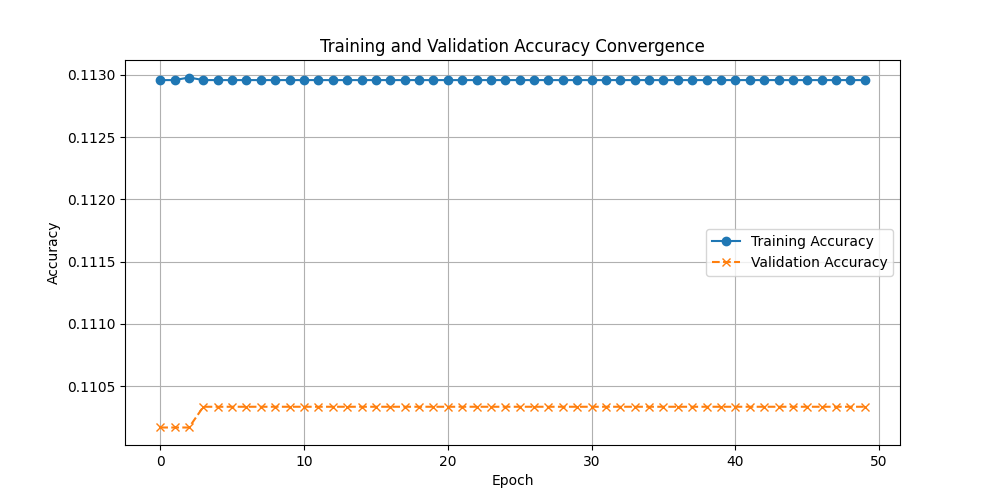 Training and Validation Accuracy Convergence
0.1130
0.1125
0.1120
0.1115
0.1110
0.1105
Accuracy
Training Accuracy
Validation Accuracy
0 10 20 30 40 50
Epoch